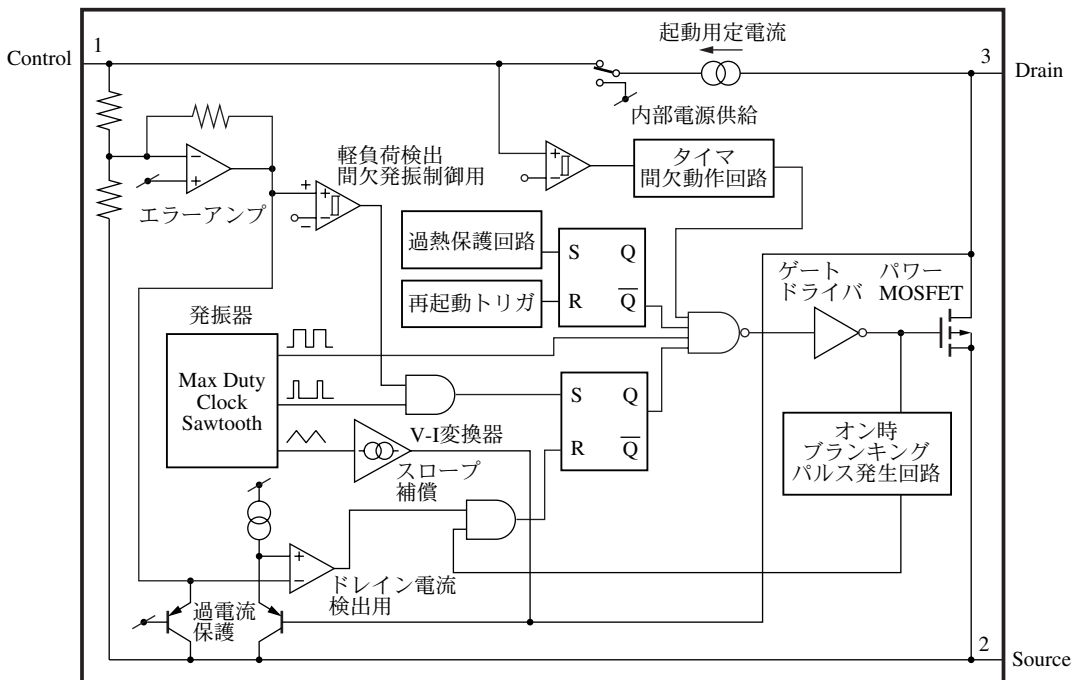 起動用定電流
1
3
Control
Drain
内部電源供給
軽負荷検出
間欠発振制御用
+
−
タイマ
間欠動作回路
−
+
エラーアンプ
+
+
−
−
過熱保護回路
S
Q
R
Q
再起動トリガ
ゲート
ドライバ
パワー
MOSFET
発振器
Max Duty
Clock
Sawtooth
V-I変換器
スロープ
補償
S
Q
R
Q
オン時
ブランキング
パルス発生回路
+
−
ドレイン電流
検出用
過電流
保護
2
Source